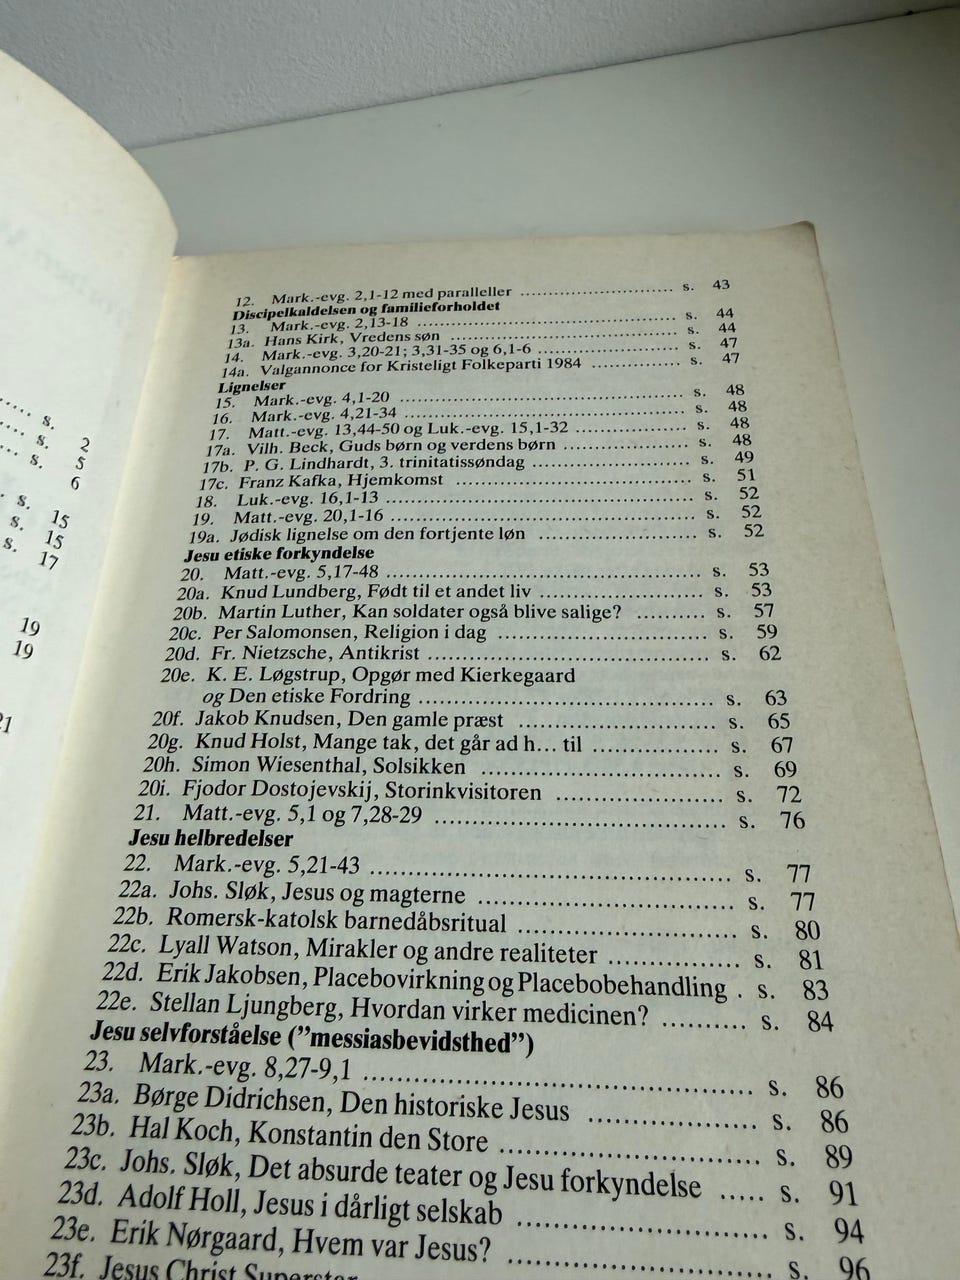 s.
s. 2
s. 5
6
s. 15
s. 15
s. 17
19
19
21
12. Mark.-evg. 2,1-12 med paralleller ............................... s. 43
Discipelkaldelsen og familieforholdet
13. Mark.-evg. 2,13-18 ............................... s. 44
13a. Hans Kirk, Vredens søn ............................... s. 44
14. Mark.-evg. 3,20-21; 3,31-35 og 6,1-6 ............................... s. 47
14a. Valgannonce for Kristeligt Folkeparti 1984 ............... s. 47
Lignelser
15. Mark.-evg. 4,1-20 ............................... s. 48
16. Mark.-evg. 4,21-34 ............................... s. 48
17. Matt.-evg. 13,44-50 og Luk.-evg. 15,1-32 ............... s. 48
17a. Vilh. Beck, Guds børn og verdens børn ............... s. 48
17b. P. G. Lindhardt, 3. trinitatissøndag ............... s. 49
17c. Franz Kafka, Hjemkomst ............................... s. 51
18. Luk.-evg. 16,1-13 ............................... s. 52
19. Matt.-evg. 20,1-16 ............................... s. 52
19a. Jødisk lignelse om den fortjente løn ............... s. 52
Jesu etiske forkyndelse
20. Matt.-evg. 5,17-48 ............................... s. 53
20a. Knud Lundberg, Født til et andet liv ............... s. 53
20b. Martin Luther, Kan soldater også blive salige? .......... s. 57
20c. Per Salomonsen, Religion i dag ............... s. 59
20d. Fr. Nietzsche, Antikrist ............................... s. 62
20e. K. E. Løgstrup, Opgør med Kierkegaard
og Den etiske Fordring ............................... s. 63
20f. Jakob Knudsen, Den gamle præst ............... s. 65
20g. Knud Holst, Mange tak, det går ad h... til ............... s. 67
20h. Simon Wiesenthal, Solsikken ............................... s. 69
20i. Fjodor Dostojevskij, Storinkvisitoren ............... s. 72
21. Matt.-evg. 5,1 og 7,28-29 ............................... s. 76
Jesu helbredelser
22. Mark.-evg. 5,21-43 ............................... s. 77
22a. Johs. Sløk, Jesus og magterne ............................... s. 77
22b. Romersk-katolsk barnedåbsritual ............... s. 80
22c. Lyall Watson, Mirakler og andre realiteter ............... s. 81
22d. Erik Jakobsen, Placebovirkning og Placebobehandling . s. 83
22e. Stellan Ljungberg, Hvordan virker medicinen? .......... s. 84
Jesu selvforståelse (”messiasbevidsthed”)
23. Mark.-evg. 8,27-9,1 ............................... s. 86
23a. Børge Didrichsen, Den historiske Jesus ............... s. 86
23b. Hal Koch, Konstantin den Store ............................... s. 89
23c. Johs. Sløk, Det absurde teater og Jesu forkyndelse ..... s. 91
23d. Adolf Holl, Jesus i dårligt selskab ............................... s. 94
23e. Erik Nørgaard, Hvem var Jesus? ............................... s. 96
23f. Jesus Christ Superstar